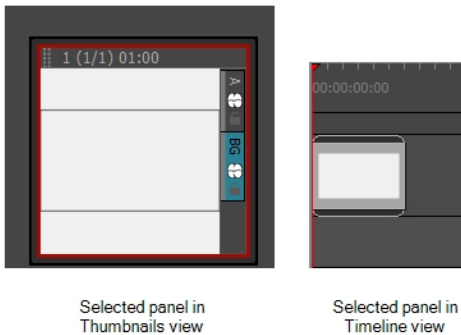 1 (1/1) 01:00
A
BG
00:00:00:00
Selected panel in
Thumbnails view
Selected panel in
Timeline view